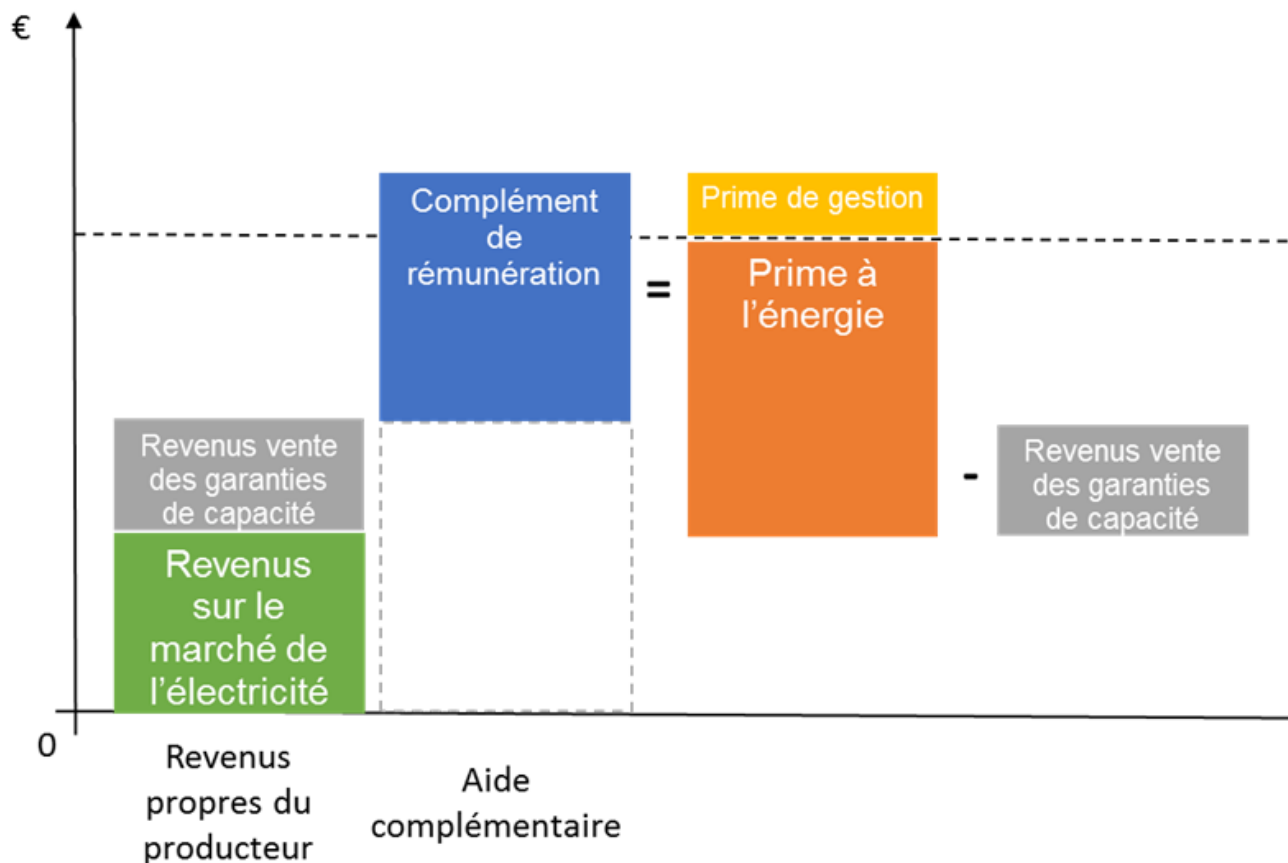 €
Complément
de
rémunération
=
Prime de gestion
Prime à
l’énergie
Revenus vente
des garanties
de capacité
-
Revenus vente
des garanties
de capacité
Revenus
sur le
marché de
l’électricité
0
Revenus
propres du
producteur
Aide
complémentaire